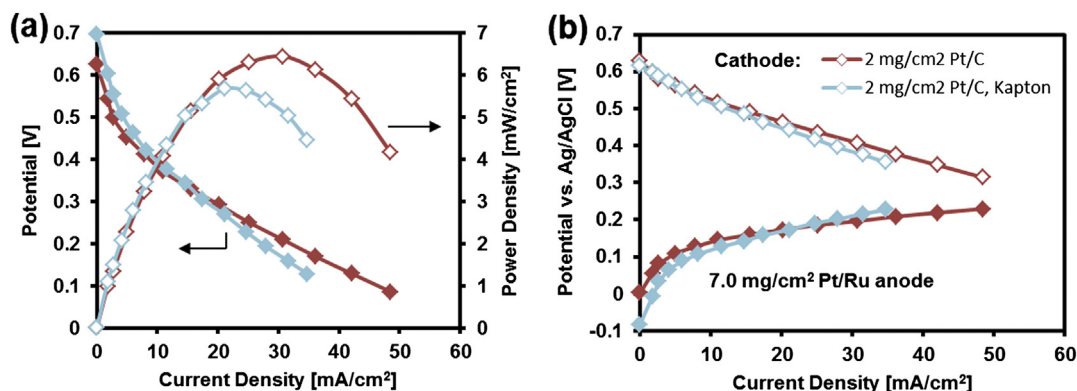 (a)
0.7
0.6
0.5
0.4
0.3
0.2
0.1
0
Potential [V]
7
6
5
4
3
2
1
0
Power Density [mW/cm²]
0 10 20 30 40 50 60
Current Density [mA/cm²]
(b)
0.7
0.6
0.5
0.4
0.3
0.2
0.1
0
-0.1
Potential vs. Ag/AgCl [V]
Cathode:
2 mg/cm2 Pt/C
2 mg/cm2 Pt/C, Kapton
7.0 mg/cm² Pt/Ru anode
0 10 20 30 40 50 60
Current Density [mA/cm²]